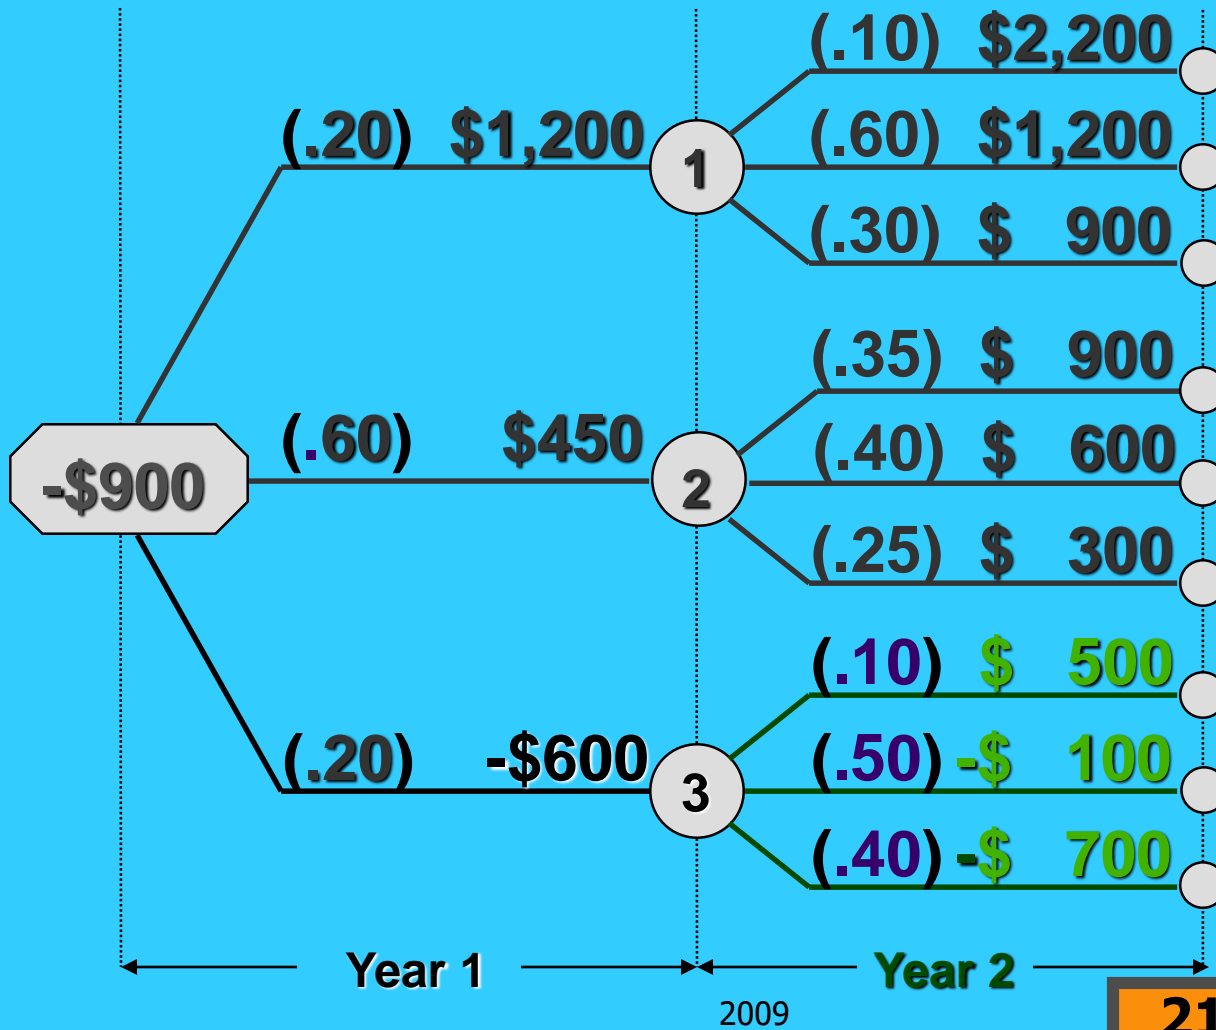 (.10) $2,200
(.20) $1,200
1
(.60) $1,200
(.30) $ 900
(.35) $ 900
-$900
(.60) $450
2
(.40) $ 600
(.25) $ 300
(.10) $ 500
(.20) -$600
3
(.50) -$ 100
(.40) -$ 700
Year 1
Year 2
2009
21